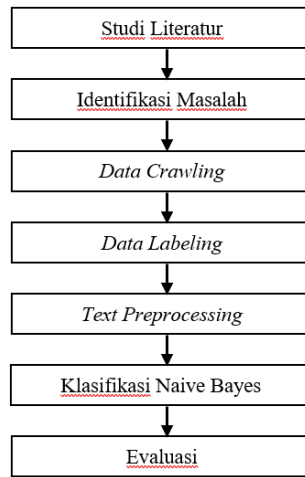 Studi Literatur
Identifikasi Masalah
Data Crawling
Data Labeling
Text Preprocessing
Klasifikasi Naive Bayes
Evaluasi